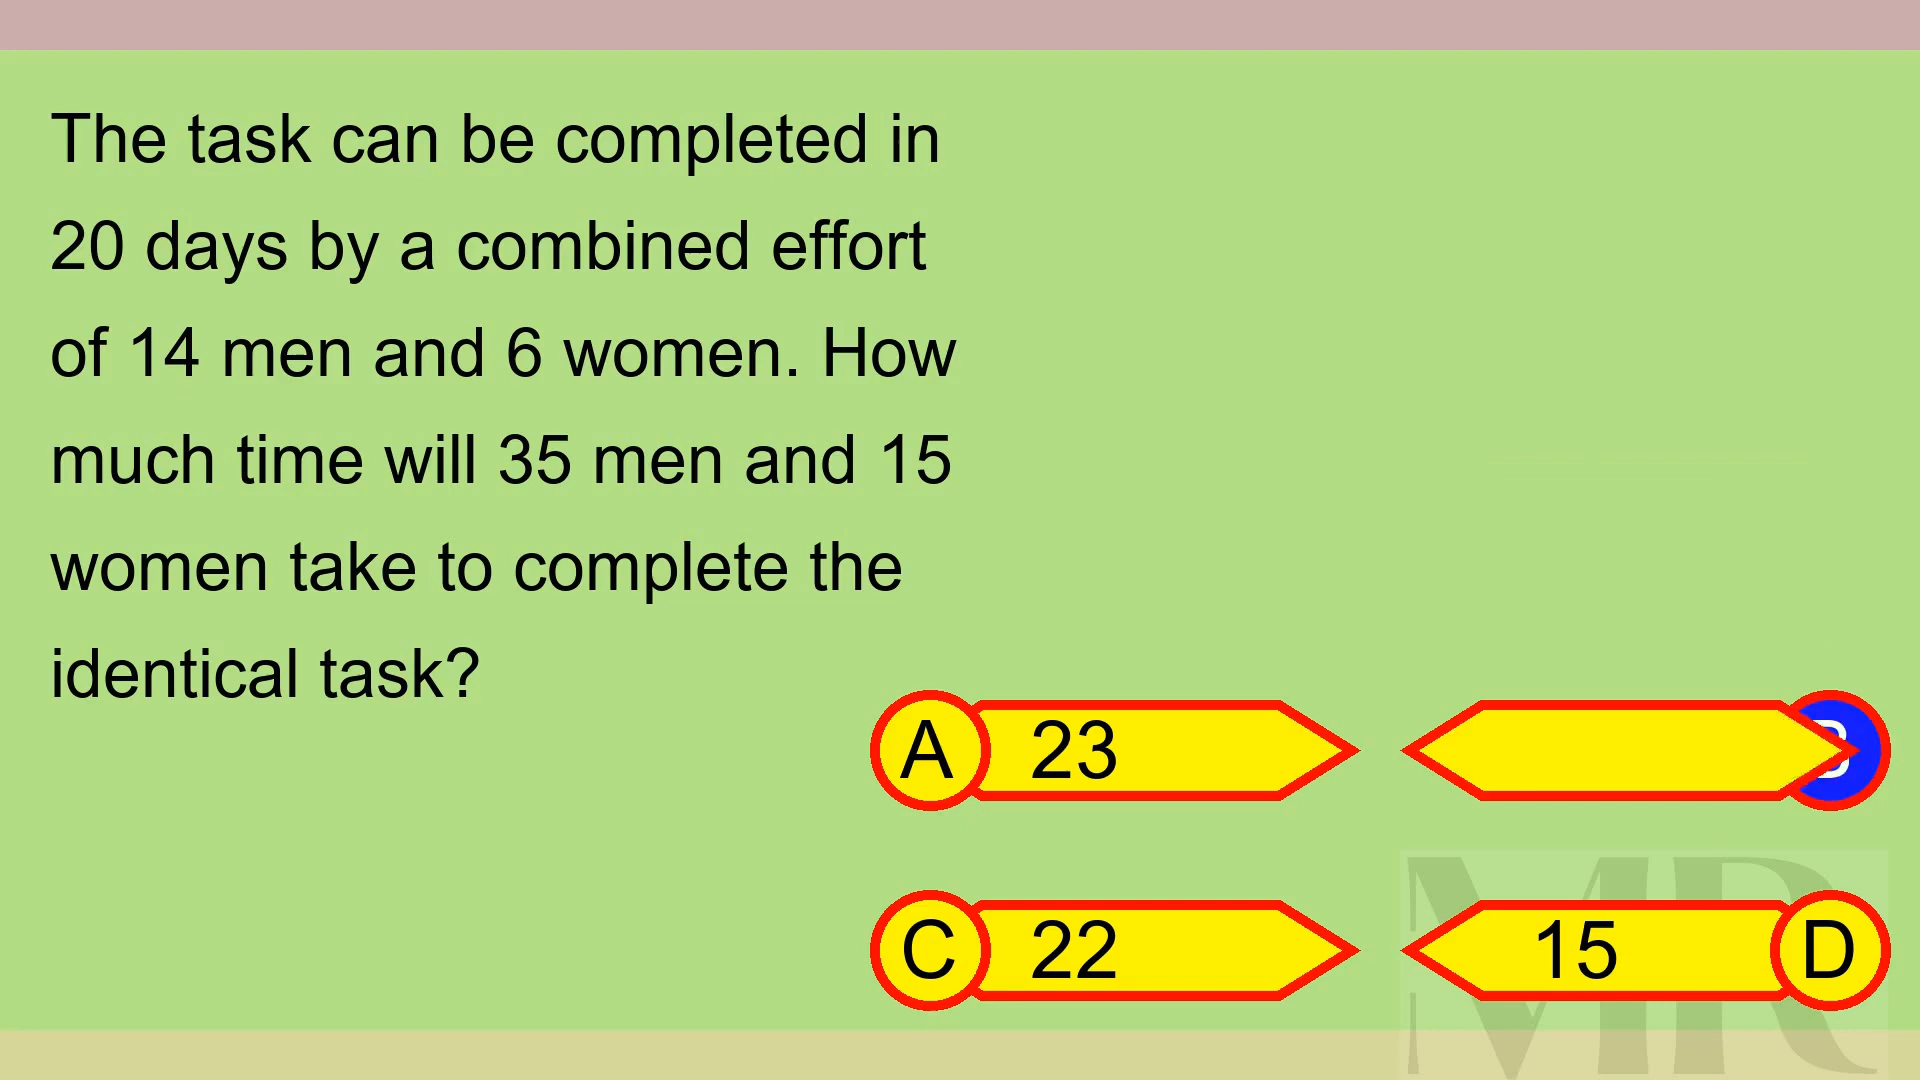 The task can be completed in
20 days by a combined effort
of 14 men and 6 women. How
much time will 35 men and 15
women take to complete the
identical task?
A 23
B
C 22
15 D
MR